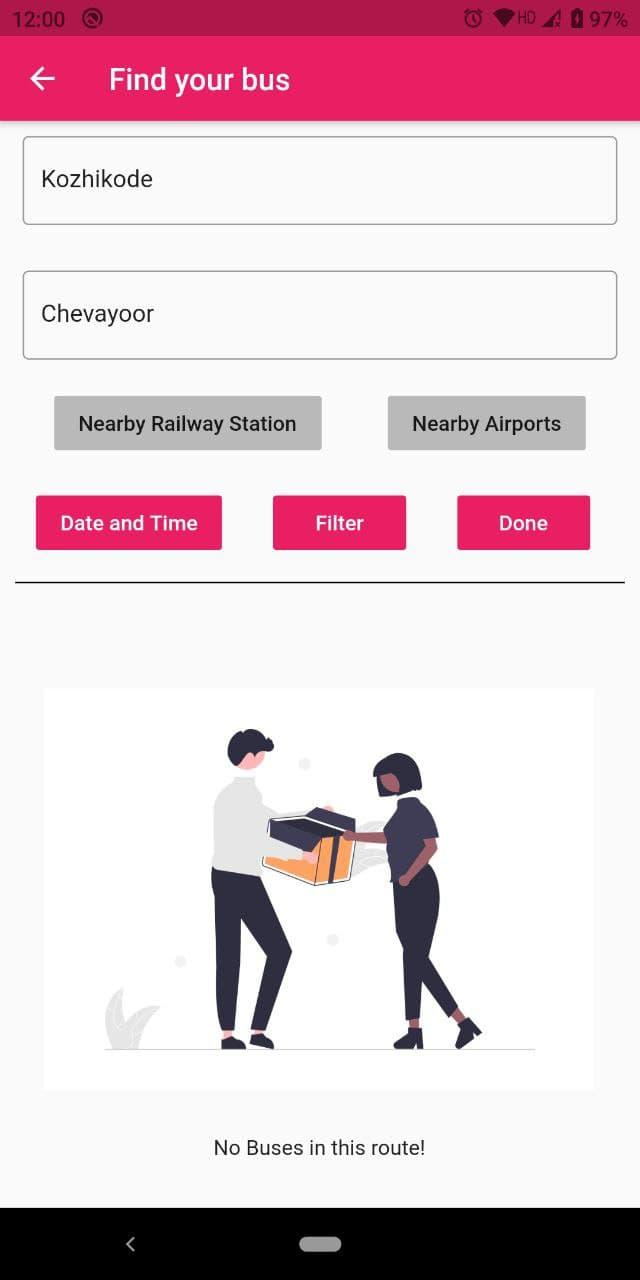 12:00 HD 97%
Find your bus
Kozhikode
Chevayoor
Nearby Railway Station Nearby Airports
Date and Time Filter Done
No Buses in this route!